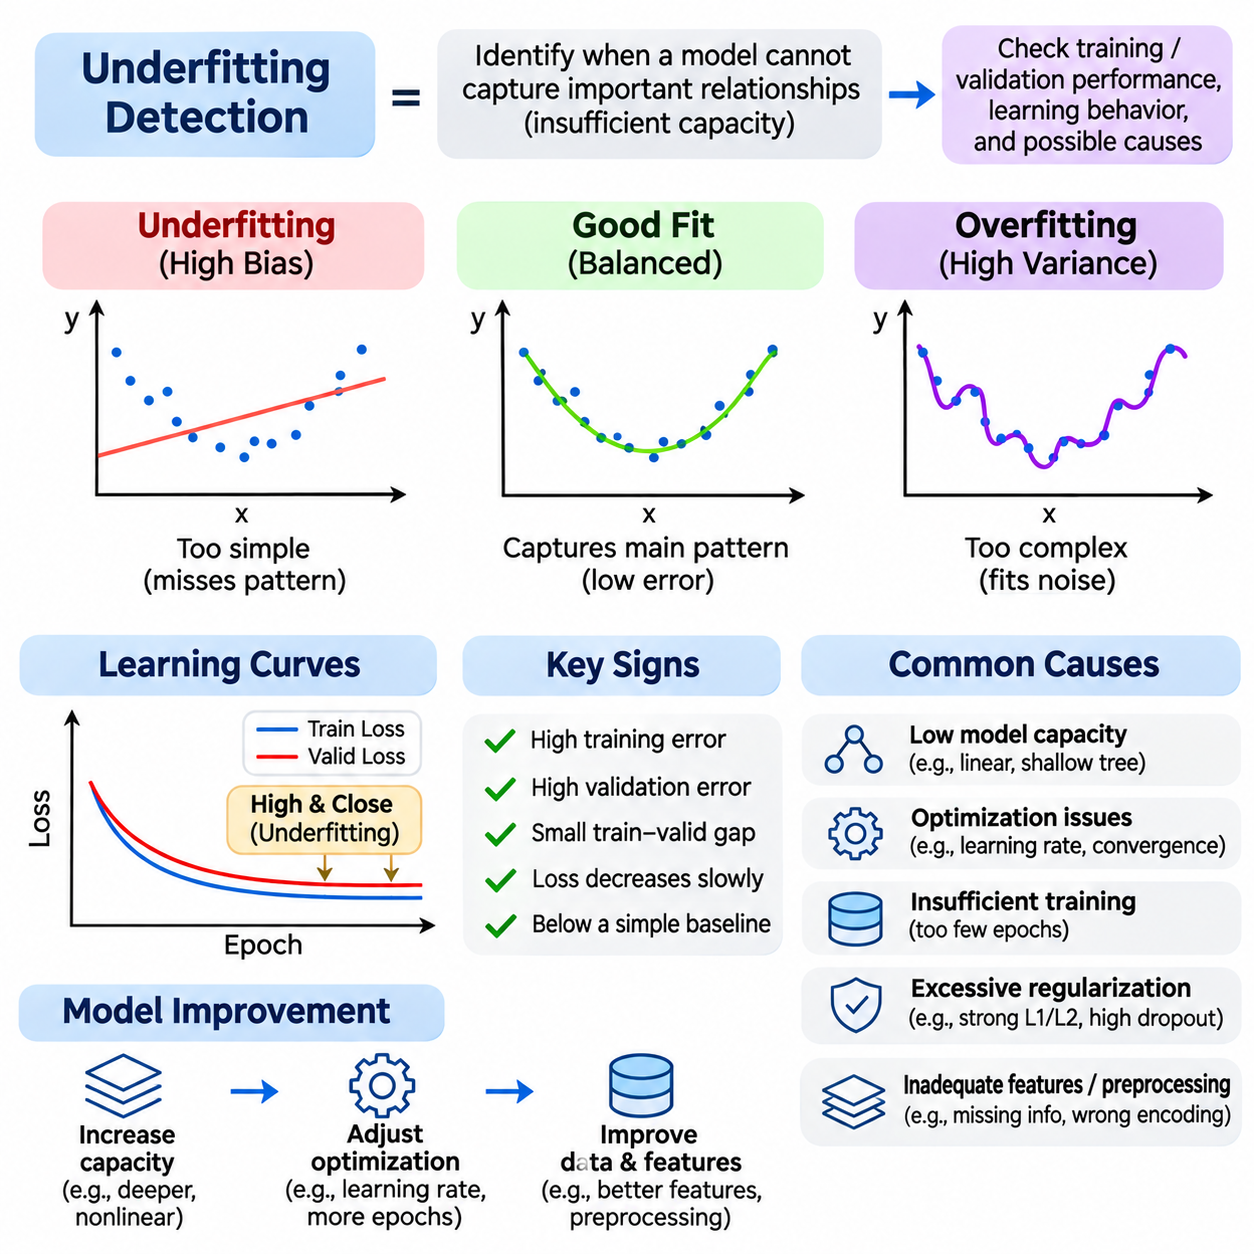 Underfitting
Detection
=
Identify when a model cannot
capture important relationships
(insufficient capacity)
Check training /
validation performance,
learning behavior,
and possible causes
Underfitting
(High Bias)
Good Fit
(Balanced)
Overfitting
(High Variance)
y
x
Too simple
(misses pattern)
y
x
Captures main pattern
(low error)
y
x
Too complex
(fits noise)
Learning Curves
Train Loss
Valid Loss
High & Close
(Underfitting)
Loss
Epoch
Key Signs
High training error
High validation error
Small train–valid gap
Loss decreases slowly
Below a simple baseline
Common Causes
Low model capacity
(e.g., linear, shallow tree)
Optimization issues
(e.g., learning rate, convergence)
Insufficient training
(too few epochs)
Excessive regularization
(e.g., strong L1/L2, high dropout)
Inadequate features / preprocessing
(e.g., missing info, wrong encoding)
Model Improvement
Increase
capacity
(e.g., deeper,
nonlinear)
Adjust
optimization
(e.g., learning rate,
more epochs)
Improve
data & features
(e.g., better features,
preprocessing)